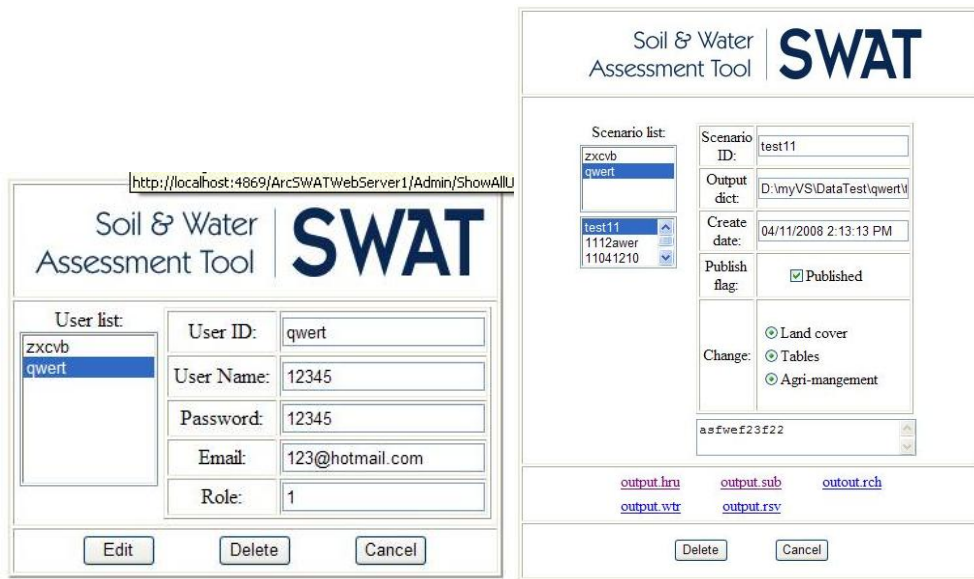 http://localhost:4869/ArcSWATWebServer1/Admin/ShowAllU
Soil & Water
Assessment Tool
SWAT
User list:
zxcvb
qwert
User ID:
qwert
User Name:
12345
Password:
12345
Email:
123@hotmail.com
Role:
1
Edit
Delete
Cancel
Soil & Water
Assessment Tool
SWAT
Scenario list:
zxcvb
qwert
test11
1112awer
11041210
Scenario
ID:
test11
Output
dict:
D:\myVS\DataTest\qwert\t
Create
date:
04/11/2008 2:13:13 PM
Publish
flag:
Published
Change:
Land cover
Tables
Agri-mangement
asfwef23f22
output.hru
output.sub
outout.rch
output.wtr
output.rsv
Delete
Cancel